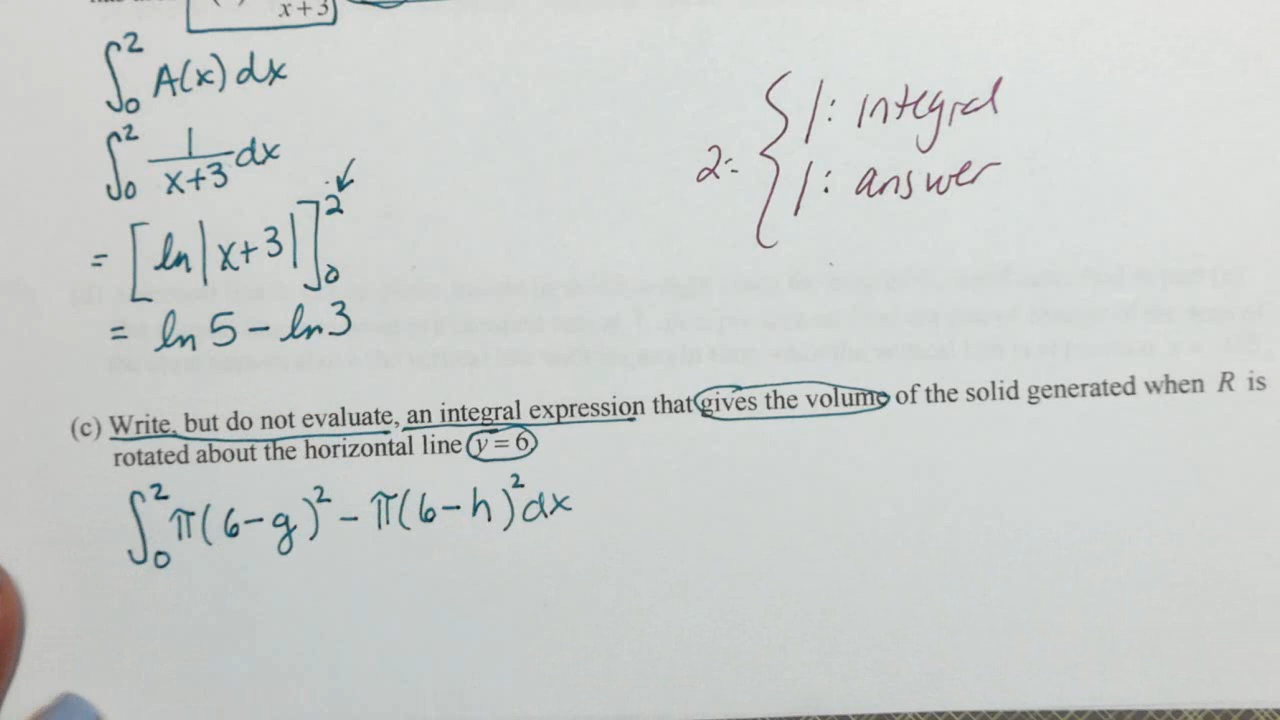 x+3
∫₀² A(x) dx
∫₀² 1/(x+3) dx
= [ln|x+3|]₀²
= ln 5 − ln 3
2: { 1: integral
1: answer
(c) Write, but do not evaluate, an integral expression that gives the volume of the solid generated when R is
rotated about the horizontal line y = 6.
∫₀² π(6−g)² − π(6−h)² dx